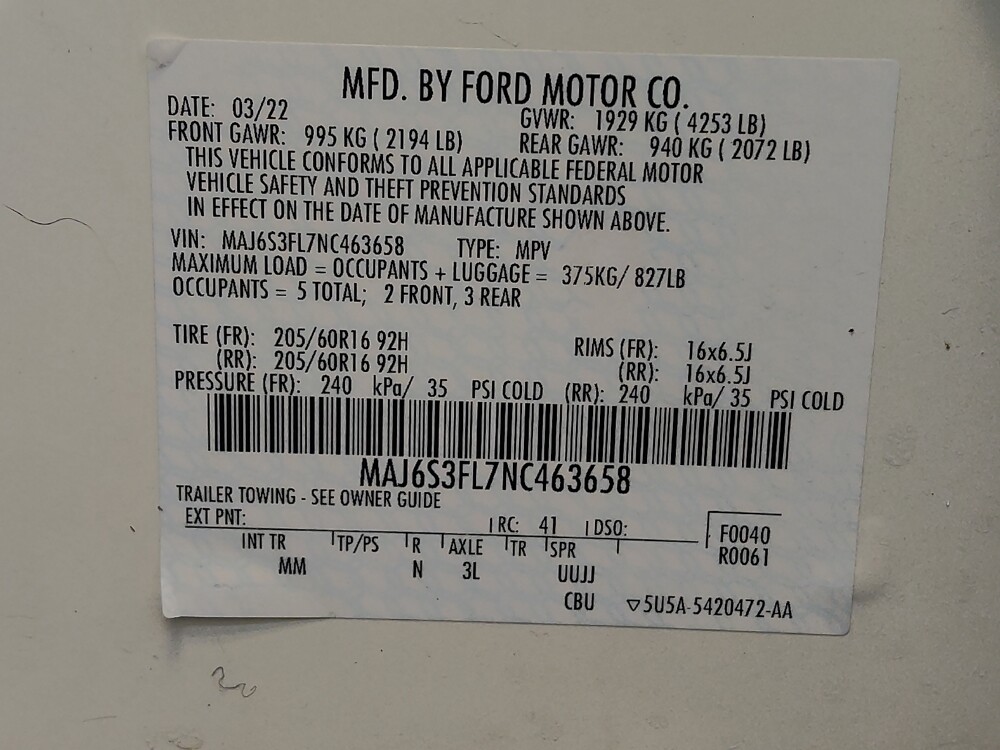 MFD. BY FORD MOTOR CO.
DATE: 03/22 GVWR: 1929 KG ( 4253 LB)
FRONT GAWR: 995 KG ( 2194 LB) REAR GAWR: 940 KG ( 2072 LB)
THIS VEHICLE CONFORMS TO ALL APPLICABLE FEDERAL MOTOR
VEHICLE SAFETY AND THEFT PREVENTION STANDARDS
IN EFFECT ON THE DATE OF MANUFACTURE SHOWN ABOVE.
VIN: MAJ6S3FL7NC463658 TYPE: MPV
MAXIMUM LOAD = OCCUPANTS + LUGGAGE = 375KG/ 827LB
OCCUPANTS = 5 TOTAL; 2 FRONT, 3 REAR
TIRE (FR): 205/60R16 92H RIMS (FR): 16x6.5J
(RR): 205/60R16 92H (RR): 16x6.5J
PRESSURE (FR): 240 kPa/ 35 PSI COLD (RR): 240 kPa/ 35 PSI COLD
MAJ6S3FL7NC463658
TRAILER TOWING - SEE OWNER GUIDE
EXT PNT: RC: 41 DSO: F0040
INT TR TP/PS R AXLE TR SPR R0061
MM N 3L UUJJ
CBU ▽5U5A-5420472-AA